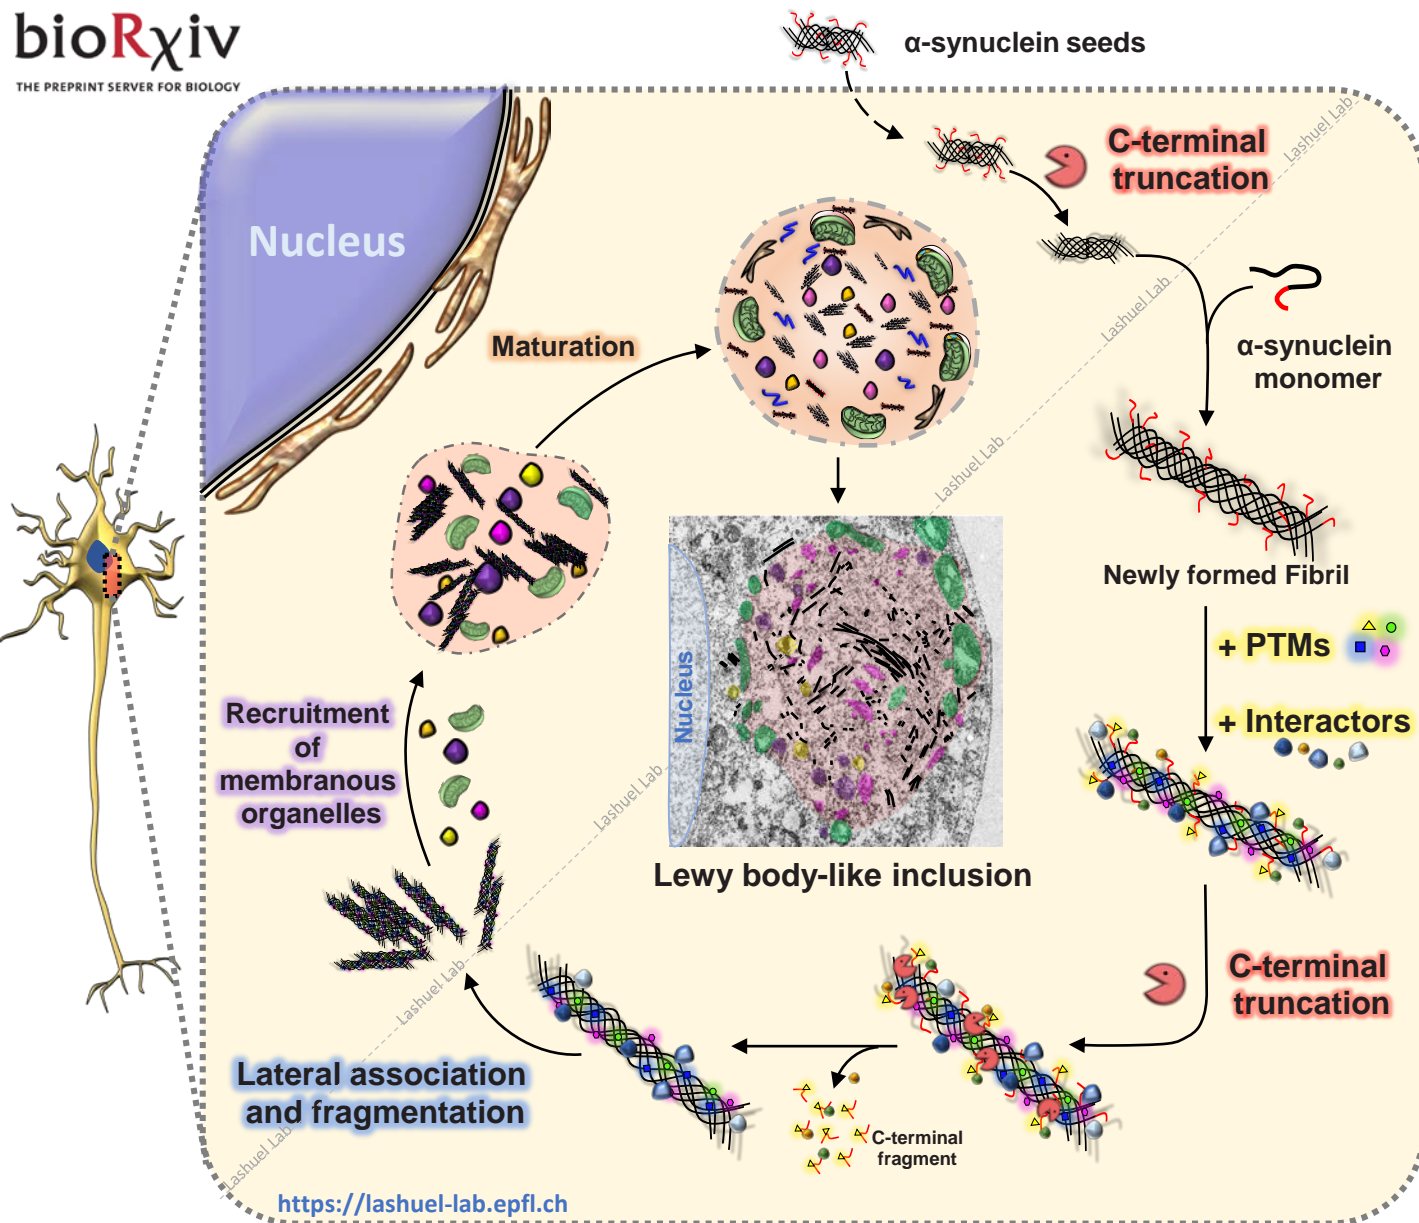 bioRχiv
THE PREPRINT SERVER FOR BIOLOGY
α-synuclein seeds
C-terminal
truncation
Lashuel Lab
Nucleus
Lashuel Lab
Maturation
α-synuclein
monomer
Lashuel Lab
Newly formed Fibril
+ PTMs
Nucleus
Recruitment
of
membranous
organelles
+ Interactors
Lashuel Lab
Lewy body-like inclusion
C-terminal
truncation
Lashuel Lab
Lateral association
and fragmentation
C-terminal
fragment
Lashuel Lab
https://lashuel-lab.epfl.ch